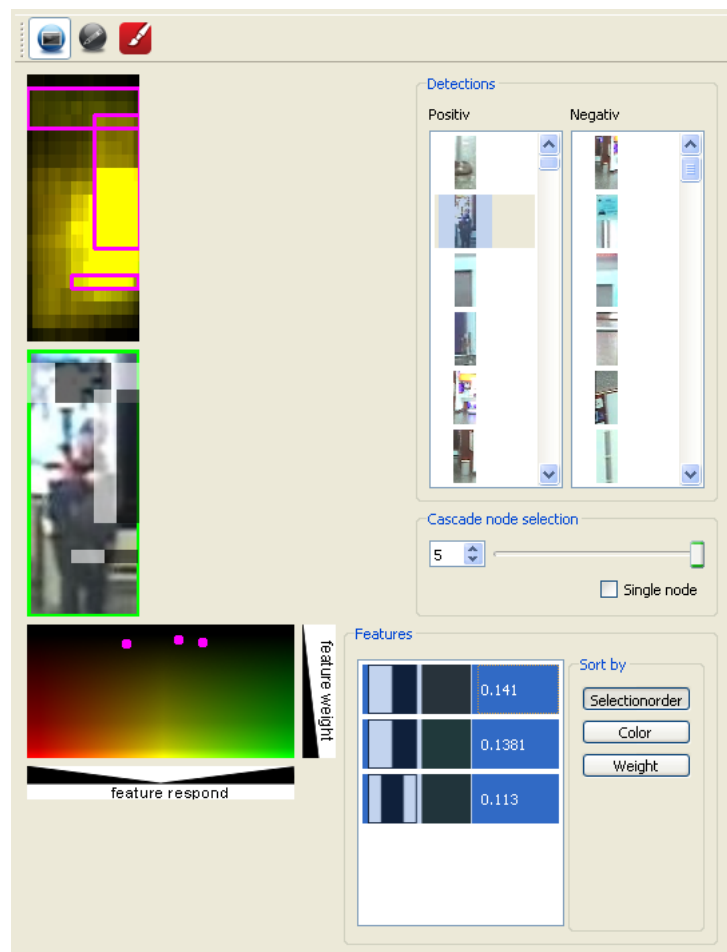 Detections
Positiv Negativ
Cascade node selection
5
Single node
feature weight
feature respond
Features
0.141
0.1381
0.113
Sort by
Selectionorder
Color
Weight